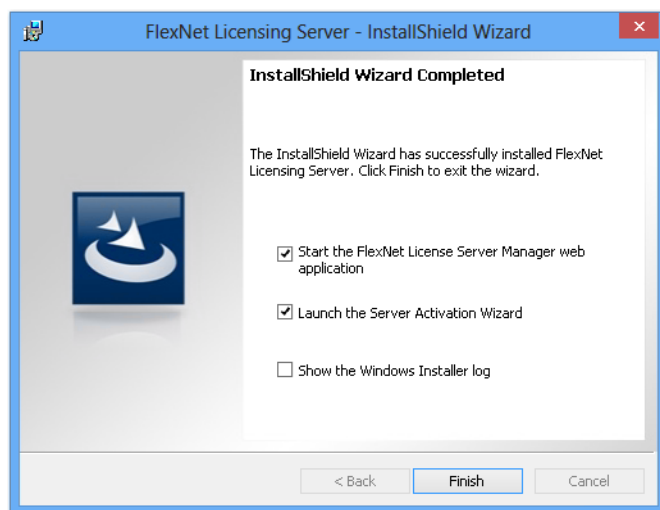 FlexNet Licensing Server - InstallShield Wizard
InstallShield Wizard Completed
The InstallShield Wizard has successfully installed FlexNet
Licensing Server. Click Finish to exit the wizard.
Start the FlexNet License Server Manager web
application
Launch the Server Activation Wizard
Show the Windows Installer log
< Back Finish Cancel